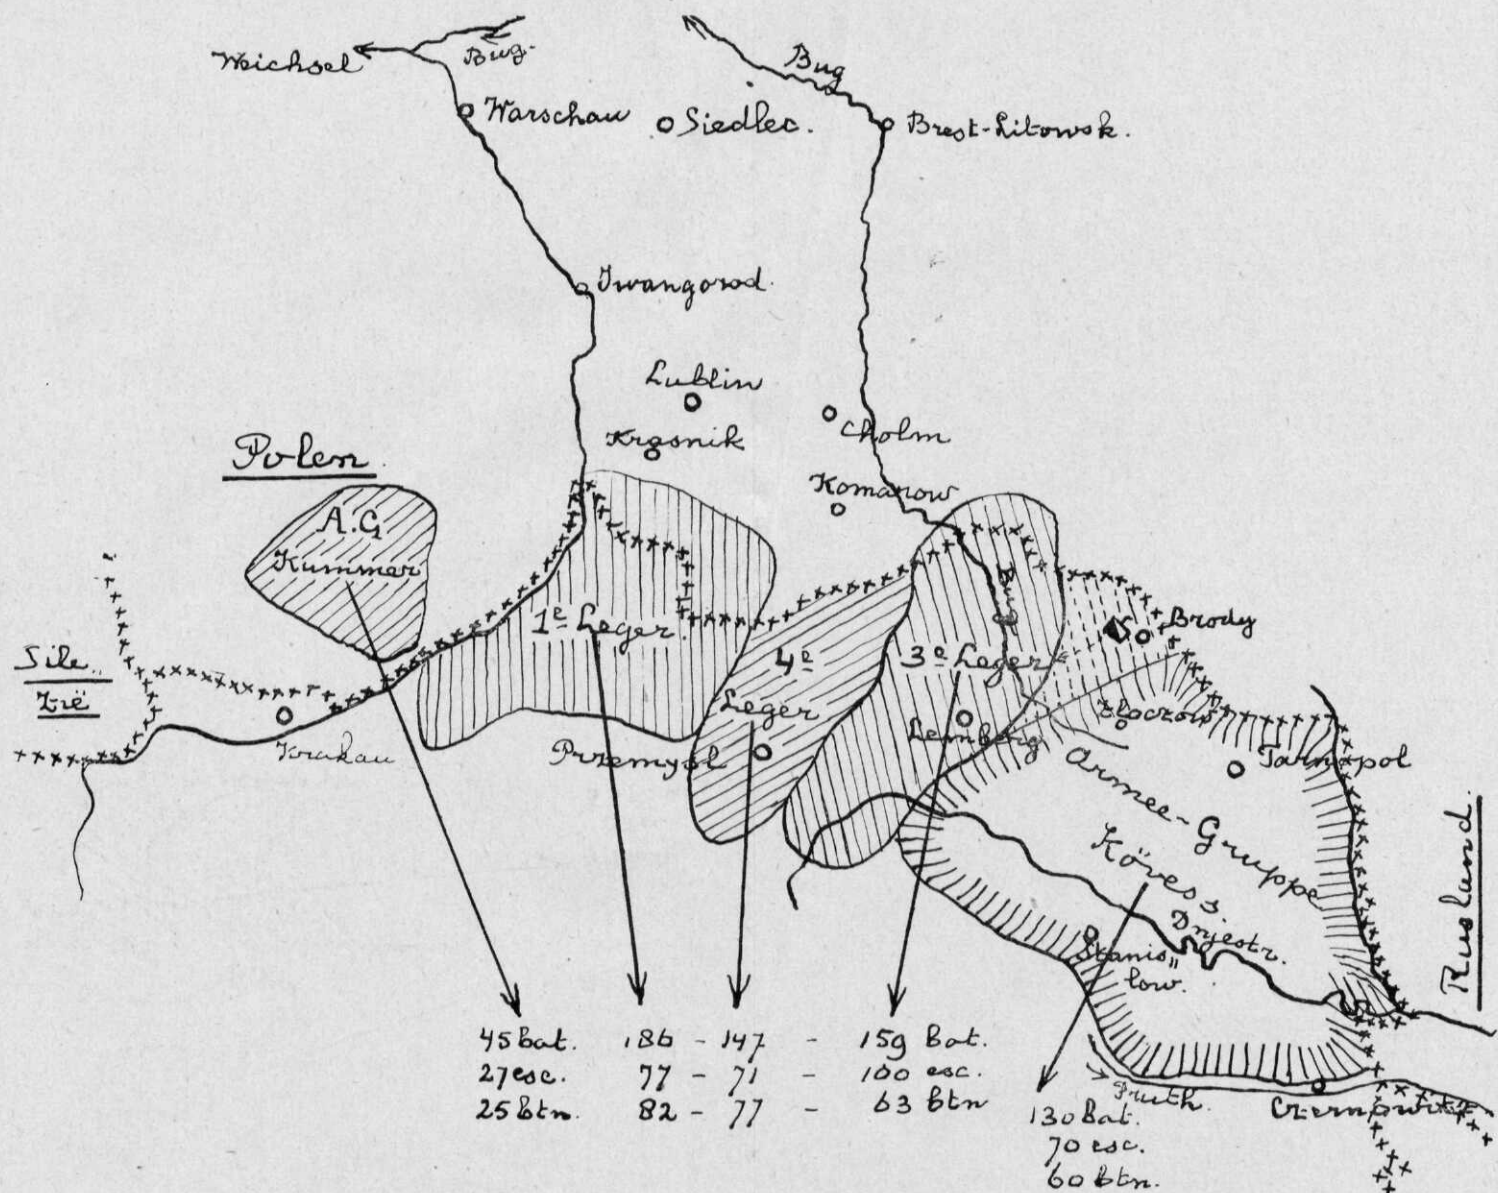 Weichsel
Bug.
Bug
Warschau
Siedlec.
Brest-Litowsk.
Iwangorod.
Lublin
Krasnik
Cholm
Komarow
Polen
A.G
Kummer
1e Leger.
4e
Leger
3e Leger
Bug
Brody
Sile..
zië
Krakau
Przemysl
Lemberg
Zloczow
Tarnopol
Armee-Gruppe
Kövess.
Dnjestr.
Stanis„
low.
Rusland.
Pruth.
Czernowitz
45 bat. 186 - 147 - 159 Bat.
27 esc. 77 - 71 - 100 esc.
25 btn. 82 - 77 - 63 btn
130 Bat.
70 esc.
60 btn.